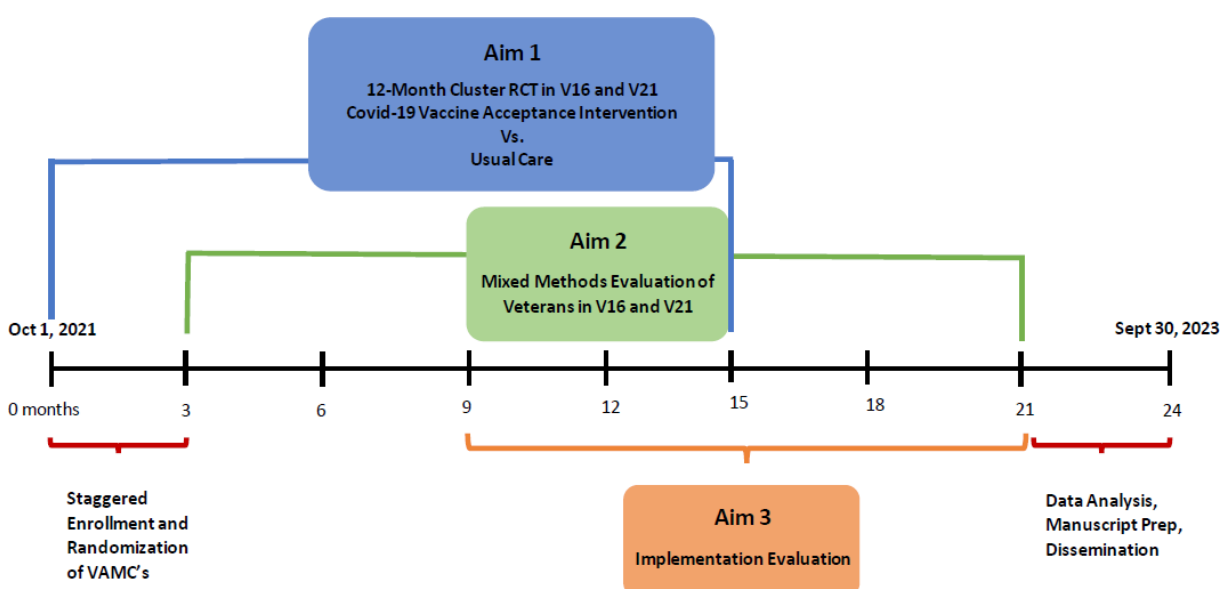 Aim 1
12-Month Cluster RCT in V16 and V21
Covid-19 Vaccine Acceptance Intervention
Vs.
Usual Care
Aim 2
Mixed Methods Evaluation of
Veterans in V16 and V21
Oct 1, 2021
Sept 30, 2023
0 months
3
6
9
12
15
18
21
24
Staggered
Enrollment and
Randomization
of VAMC's
Aim 3
Implementation Evaluation
Data Analysis,
Manuscript Prep,
Dissemination